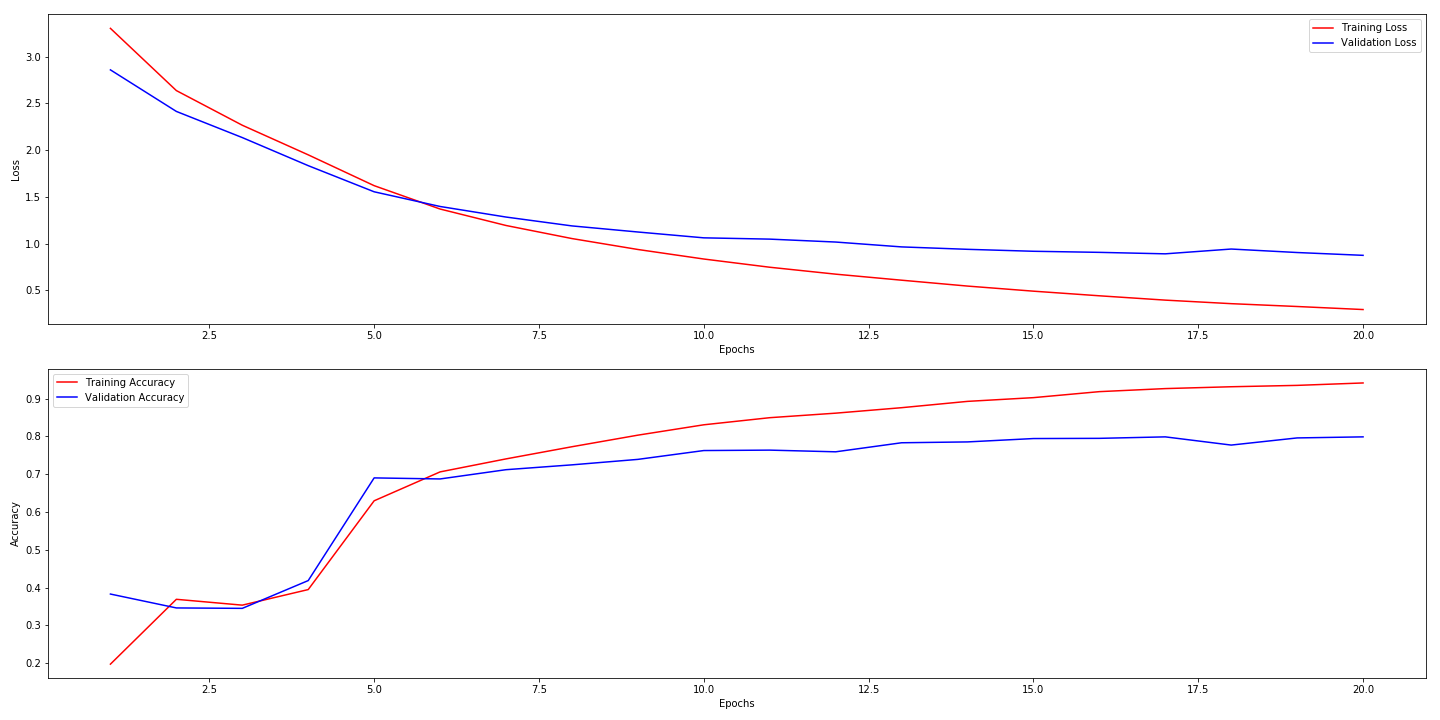 Training Loss
Validation Loss
3.0
2.5
2.0
1.5
1.0
0.5
Loss
2.5 5.0 7.5 10.0 12.5 15.0 17.5 20.0
Epochs
Training Accuracy
Validation Accuracy
0.9
0.8
0.7
0.6
0.5
0.4
0.3
0.2
Accuracy
2.5 5.0 7.5 10.0 12.5 15.0 17.5 20.0
Epochs